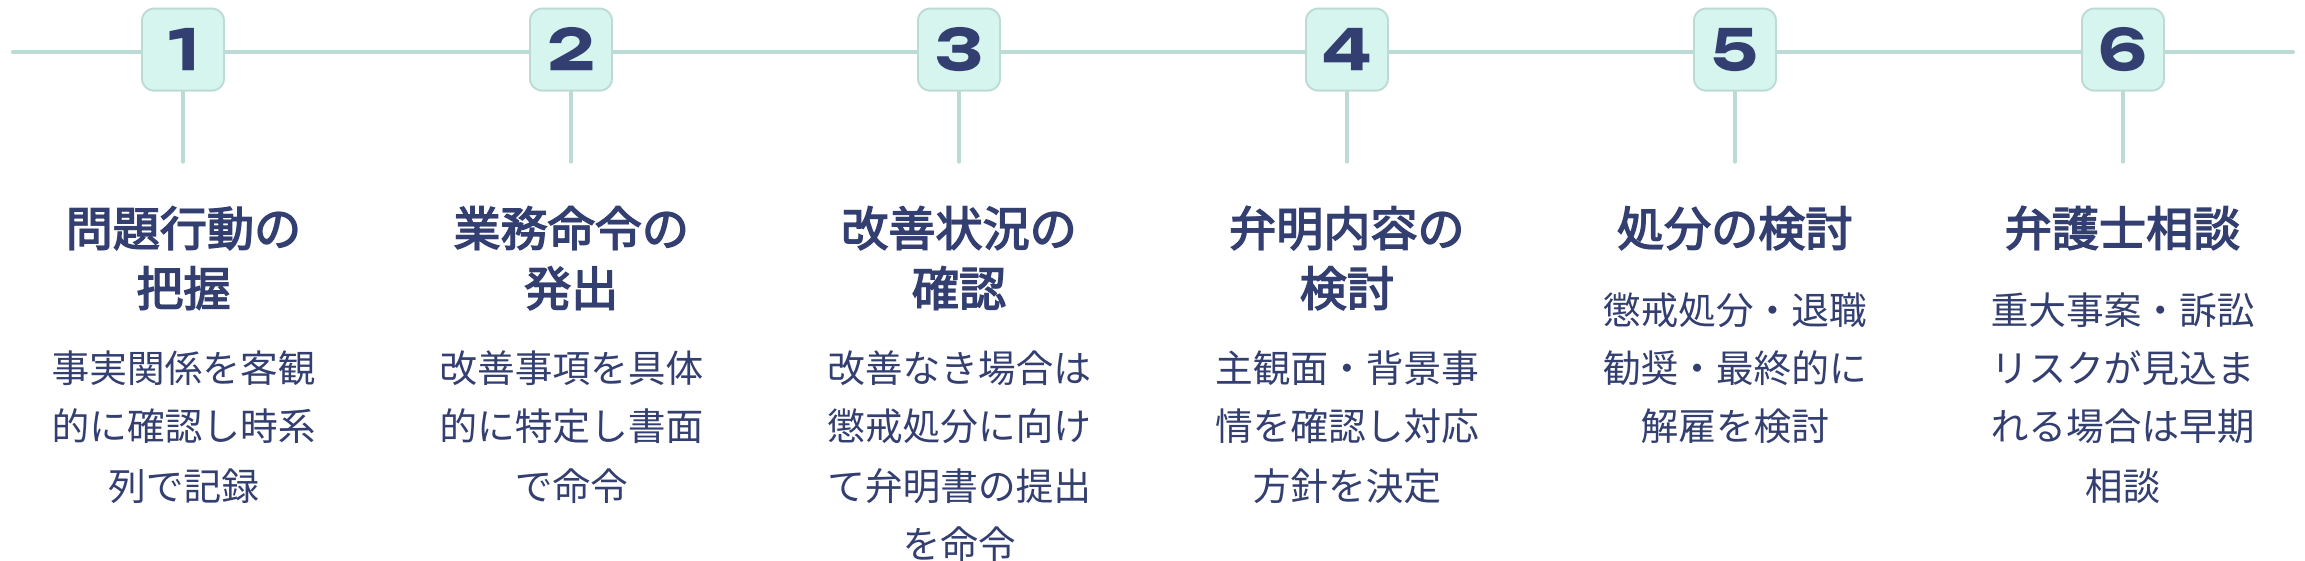 1
問題行動の
把握
事実関係を客観
的に確認し時系
列で記録
2
業務命令の
発出
改善事項を具体
的に特定し書面
で命令
3
改善状況の
確認
改善なき場合は
懲戒処分に向け
て弁明書の提出
を命令
4
弁明内容の
検討
主観面・背景事
情を確認し対応
方針を決定
5
処分の検討
懲戒処分・退職
勧奨・最終的に
解雇を検討
6
弁護士相談
重大事案・訴訟
リスクが見込ま
れる場合は早期
相談